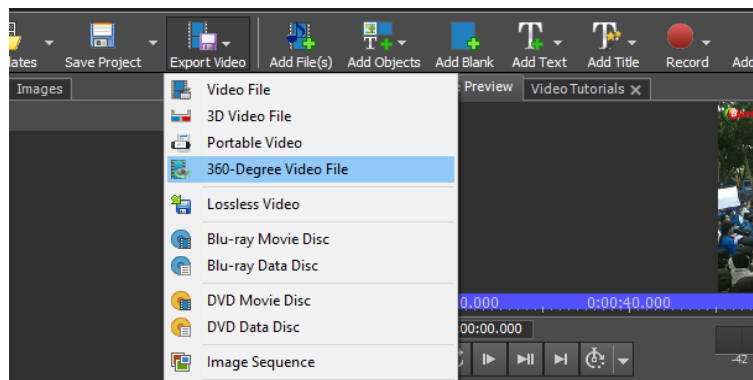 lates Save Project Export Video Add File(s) Add Objects Add Blank Add Text Add Title Record Add
Images
Preview Video Tutorials
Video File
3D Video File
Portable Video
360-Degree Video File
Lossless Video
Blu-ray Movie Disc
Blu-ray Data Disc
DVD Movie Disc
0.000 0:00:40.000
DVD Data Disc
00:00.000
Image Sequence
-42